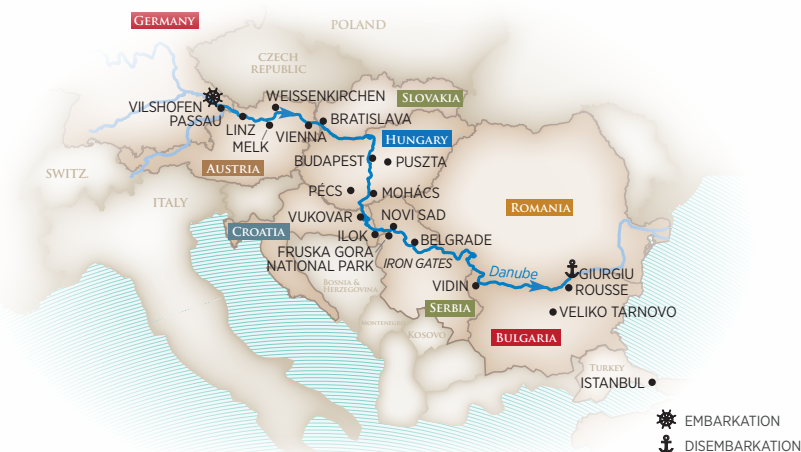 GERMANY
POLAND
CZECH
REPUBLIC
WEISSENKIRCHEN
SLOVAKIA
VILSHOFEN
PASSAU
BRATISLAVA
LINZ
VIENNA
HUNGARY
MELK
BUDAPEST
PUSZTA
AUSTRIA
SWITZ.
PÉCS
MOHÁCS
ITALY
ROMANIA
VUKOVAR
NOVI SAD
CROATIA
ILOK
BELGRADE
FRUSKA GORA
NATIONAL PARK
IRON GATES
Danube
GIURGIU
BOSNIA &
HERZEGOVINA
VIDIN
ROUSSE
SERBIA
VELIKO TARNOVO
MONTENEGRO
KOSOVO
BULGARIA
TURKEY
ISTANBUL
EMBARKATION
DISEMBARKATION